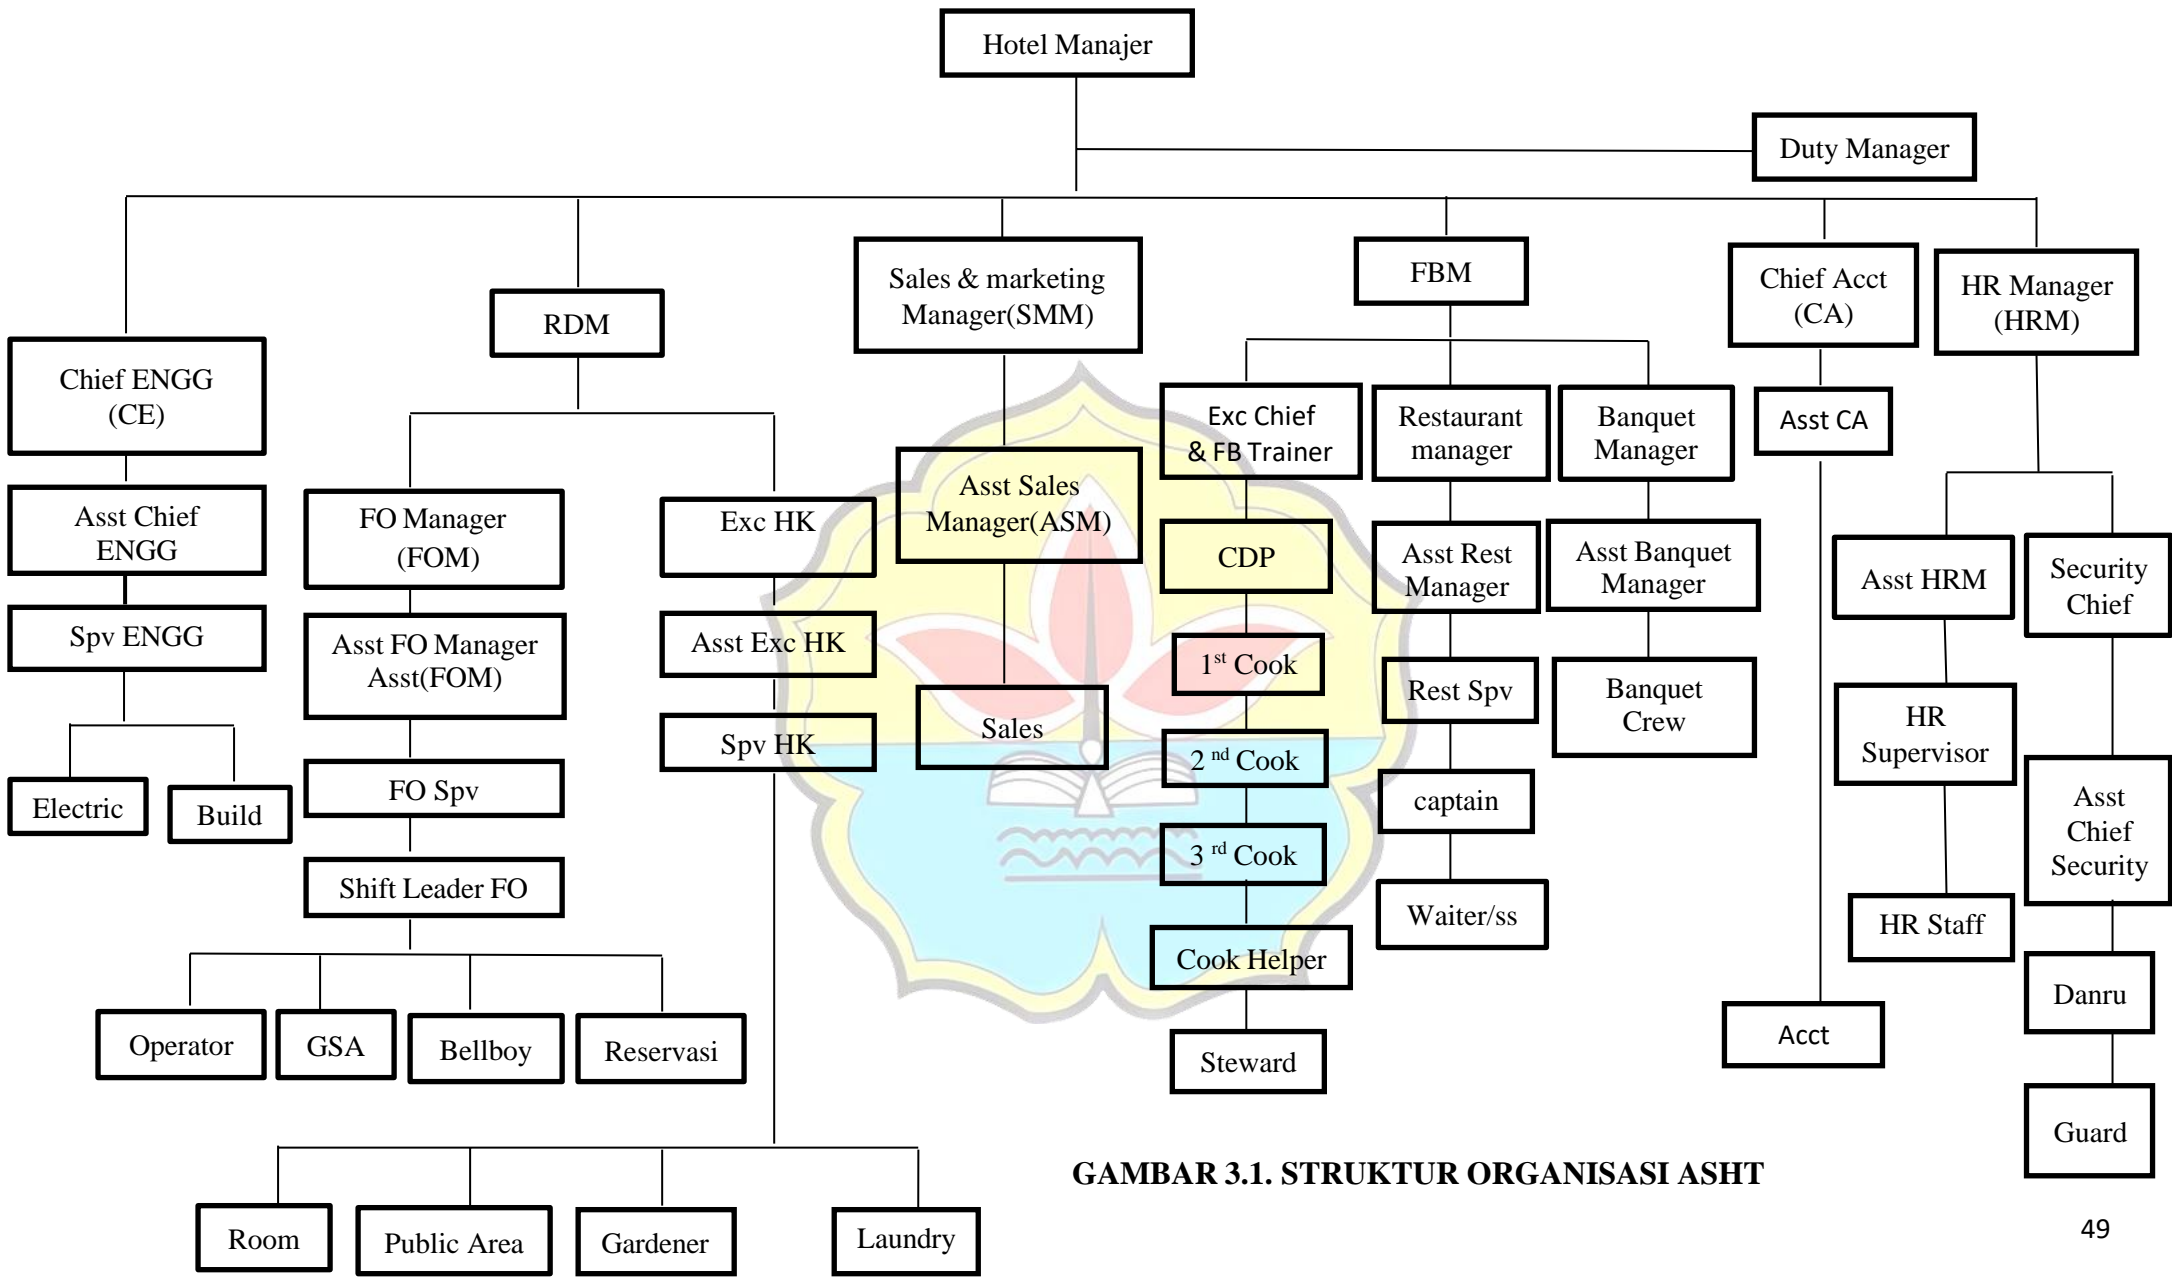 Hotel Manajer
Duty Manager
Chief ENGG
(CE)
Asst Chief
ENGG
Spv ENGG
Electric
Build
RDM
FO Manager
(FOM)
Asst FO Manager
Asst(FOM)
FO Spv
Shift Leader FO
Operator
GSA
Bellboy
Reservasi
Exc HK
Asst Exc HK
Spv HK
Room
Public Area
Gardener
Laundry
Sales & marketing
Manager(SMM)
Asst Sales
Manager(ASM)
Sales
FBM
Exc Chief
& FB Trainer
CDP
1st Cook
2 nd Cook
3 rd Cook
Cook Helper
Steward
Restaurant
manager
Asst Rest
Manager
Rest Spv
captain
Waiter/ss
Banquet
Manager
Asst Banquet
Manager
Banquet
Crew
Chief Acct
(CA)
Asst CA
Acct
HR Manager
(HRM)
Asst HRM
HR
Supervisor
HR Staff
Security
Chief
Asst
Chief
Security
Danru
Guard
GAMBAR 3.1. STRUKTUR ORGANISASI ASHT
49